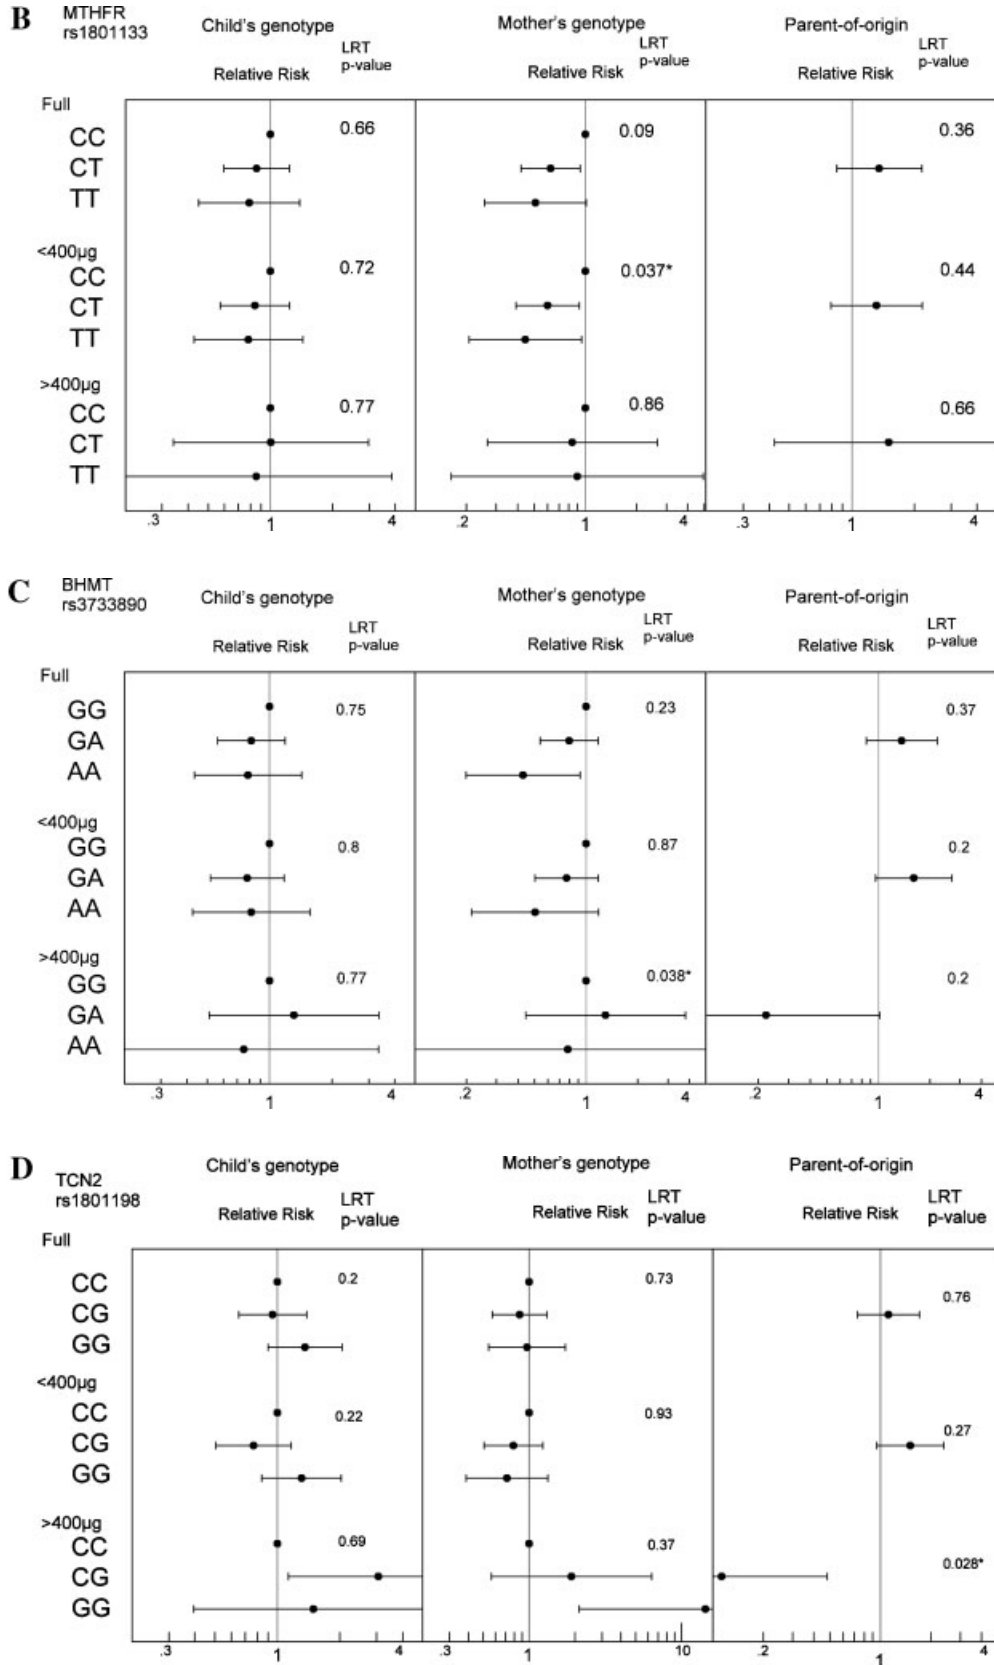 B MTHFR
rs1801133
Child's genotype Mother's genotype Parent-of-origin
LRT p-value LRT p-value LRT p-value
Relative Risk Relative Risk Relative Risk
Full
CC 0.66 0.09 0.36
CT
TT
<400µg
CC 0.72 0.037* 0.44
CT
TT
>400µg
CC 0.77 0.86 0.66
CT
TT
.3 1 4 .2 1 4 .3 1 4
C BHMT
rs3733890
Child's genotype Mother's genotype Parent-of-origin
LRT p-value LRT p-value LRT p-value
Relative Risk Relative Risk Relative Risk
Full
GG 0.75 0.23 0.37
GA
AA
<400µg
GG 0.8 0.87 0.2
GA
AA
>400µg
GG 0.77 0.038* 0.2
GA
AA
.3 1 4 .2 1 4 .2 1 4
D TCN2
rs1801198
Child's genotype Mother's genotype Parent-of-origin
LRT p-value LRT p-value LRT p-value
Relative Risk Relative Risk Relative Risk
Full
CC 0.2 0.73 0.76
CG
GG
<400µg
CC 0.22 0.93 0.27
CG
GG
>400µg
CC 0.69 0.37 0.028*
CG
GG
.3 1 4 .3 1 10 .2 1 4